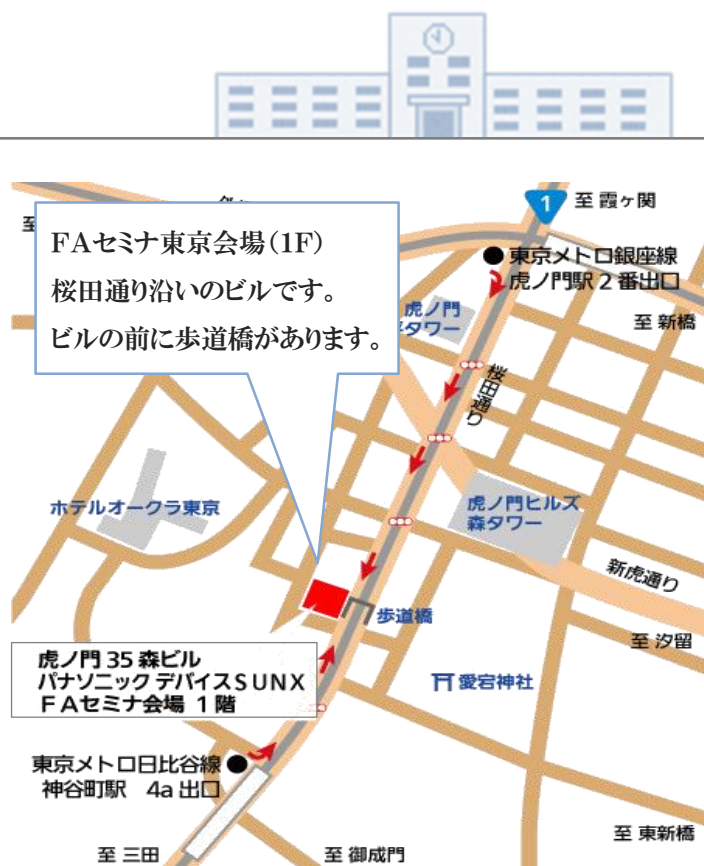 1
至 霞ヶ関
至
FAセミナ東京会場(1F)
桜田通り沿いのビルです。
ビルの前に歩道橋があります。
東京メトロ銀座線
虎ノ門駅2番出口
虎ノ門
タワー
至 新橋
桜田通り
ホテルオークラ東京
虎ノ門ヒルズ
森タワー
新虎通り
歩道橋
至 汐留
虎ノ門 35 森ビル
パナソニック デバイスSUNX
FAセミナ会場 1階
愛宕神社
東京メトロ日比谷線
神谷町駅 4a 出口
至 三田
至 御成門
至 東新橋